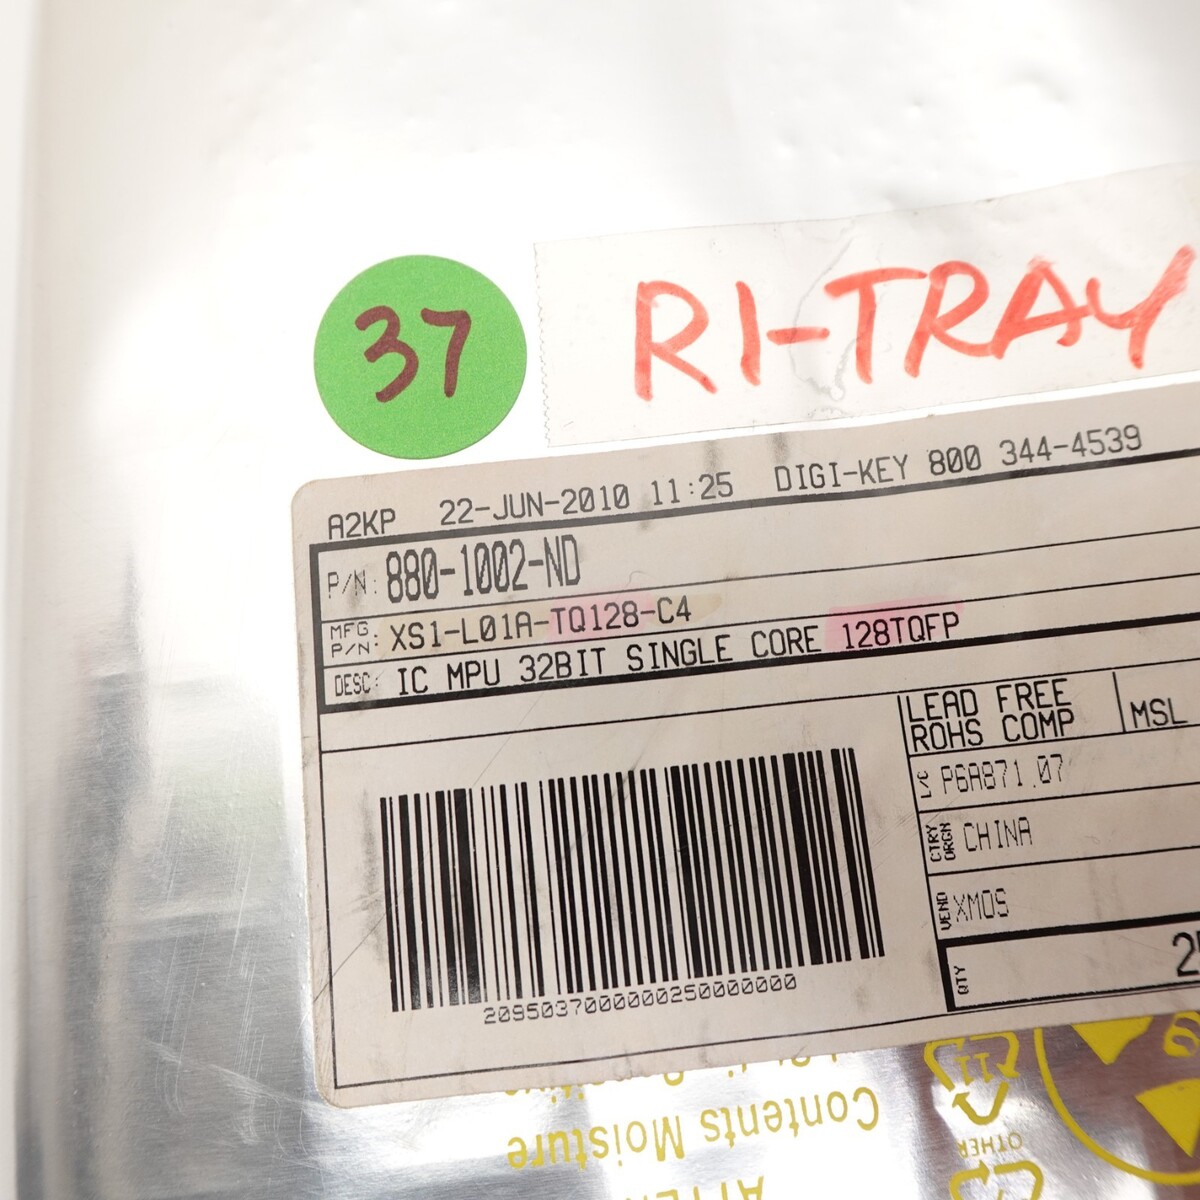 37
R1-TRAY
A2KP 22-JUN-2010 11:25 DIGI-KEY 800 344-4539
P/N: 880-1002-ND
MFG P/N: XS1-L01A-TQ128-C4
DESC: IC MPU 32BIT SINGLE CORE 128TQFP
LEAD FREE
ROHS COMP
MSL
L/C P6A871.07
CTRY ORGN CHINA
VEND XMOS
QTY
2095037000000250000000
Contents Moisture
OTHER